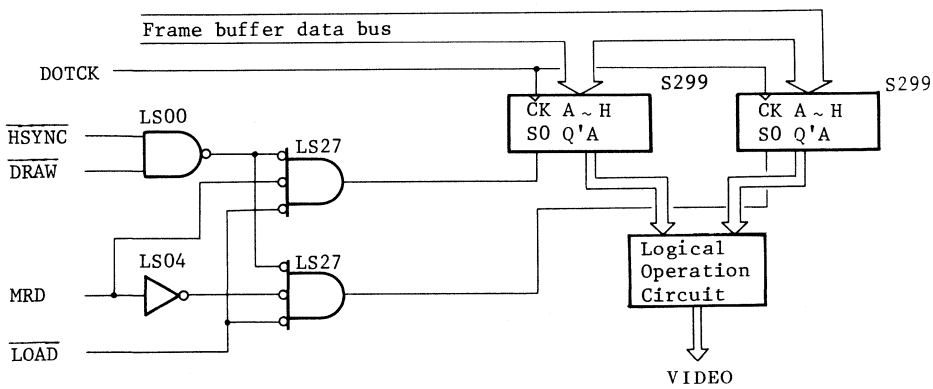 Frame buffer data bus
DOTCK
S299
S299
CK A ~ H
SO Q'A
CK A ~ H
SO Q'A
LS00
HSYNC
DRAW
LS27
LS27
LS04
MRD
LOAD
Logical
Operation
Circuit
VIDEO